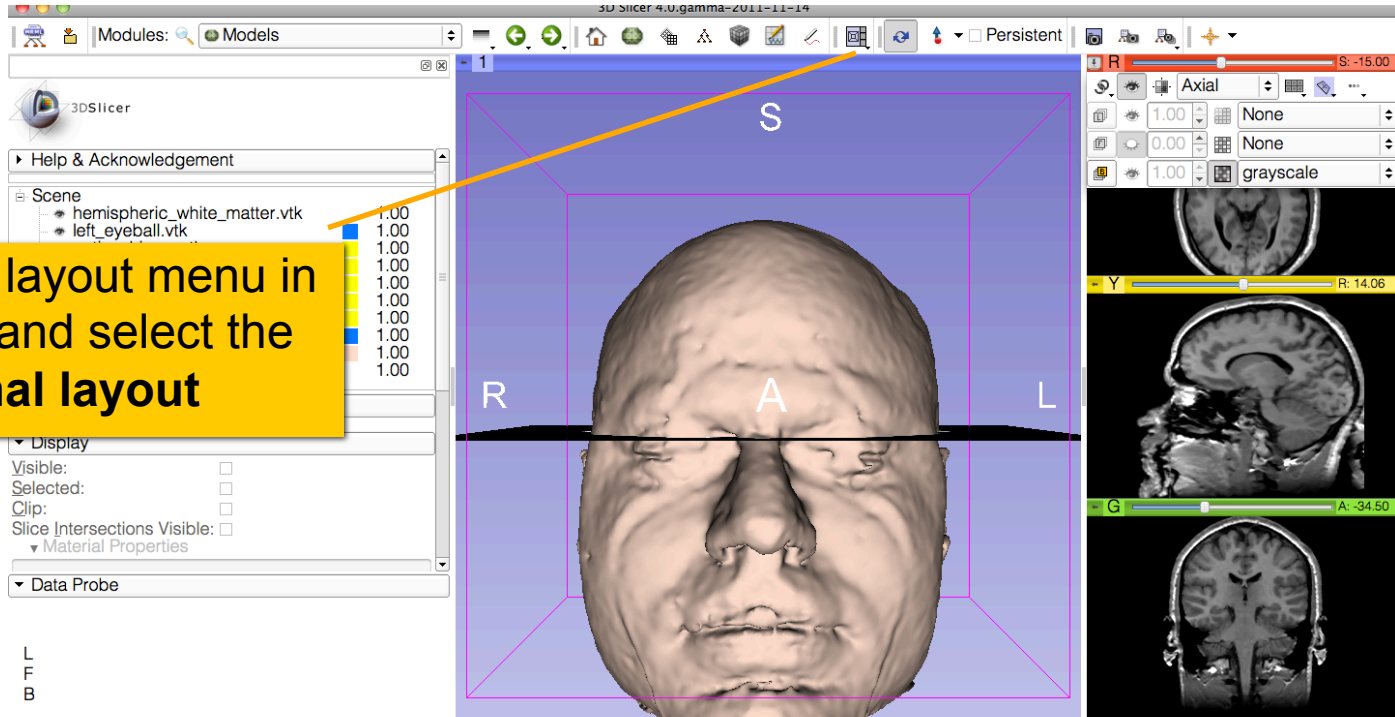 3D Slicer 4.0.gamma-2011-11-14
Modules: Models
Persistent
3DSlicer
Help & Acknowledgement
Scene
hemispheric_white_matter.vtk 1.00
left_eyeball.vtk 1.00
1.00
1.00
1.00
1.00
1.00
1.00
1.00
1.00
layout menu in
and select the
nal layout
Display
Visible:
Selected:
Clip:
Slice Intersections Visible:
Material Properties
Data Probe
L
F
B
1
S
R
A
L
R S: -15.00
Axial
1.00 None
0.00 None
1.00 grayscale
Y R: 14.06
G A: -34.50